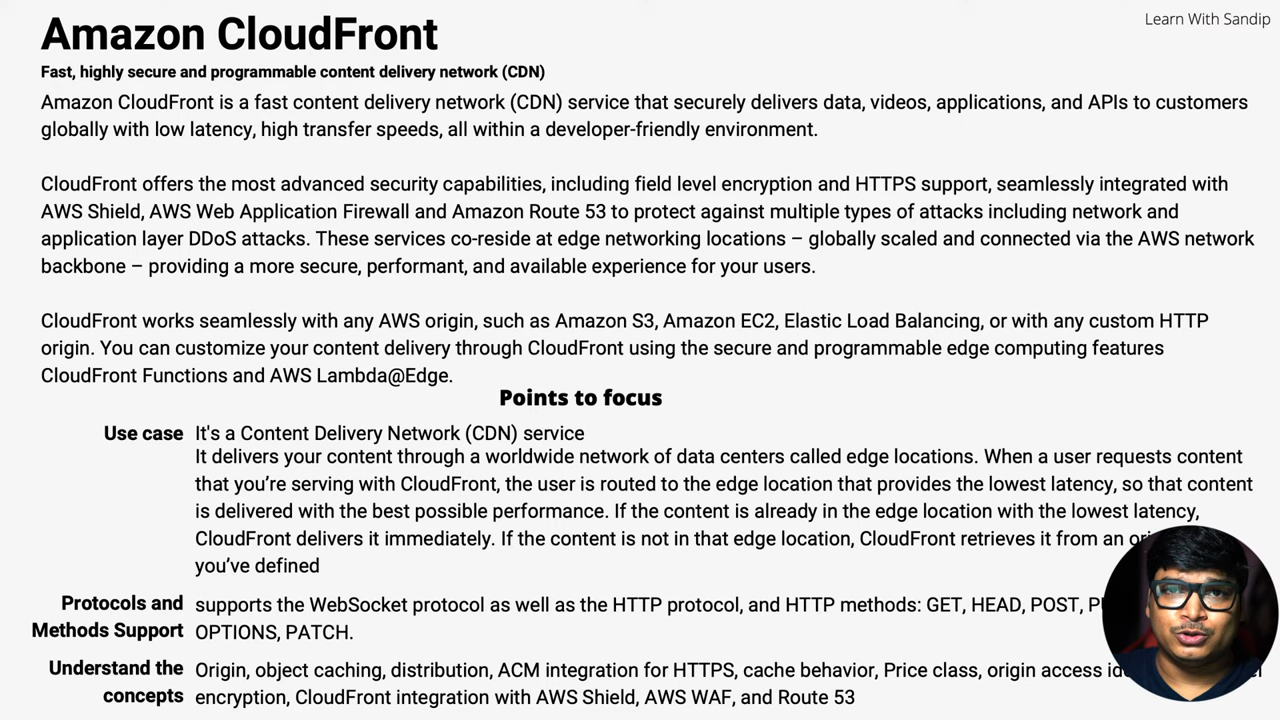 Learn With Sandip
Amazon CloudFront
Fast, highly secure and programmable content delivery network (CDN)
Amazon CloudFront is a fast content delivery network (CDN) service that securely delivers data, videos, applications, and APIs to customers
globally with low latency, high transfer speeds, all within a developer-friendly environment.
CloudFront offers the most advanced security capabilities, including field level encryption and HTTPS support, seamlessly integrated with
AWS Shield, AWS Web Application Firewall and Amazon Route 53 to protect against multiple types of attacks including network and
application layer DDoS attacks. These services co-reside at edge networking locations – globally scaled and connected via the AWS network
backbone – providing a more secure, performant, and available experience for your users.
CloudFront works seamlessly with any AWS origin, such as Amazon S3, Amazon EC2, Elastic Load Balancing, or with any custom HTTP
origin. You can customize your content delivery through CloudFront using the secure and programmable edge computing features
CloudFront Functions and AWS Lambda@Edge.
Points to focus
Use case It's a Content Delivery Network (CDN) service
It delivers your content through a worldwide network of data centers called edge locations. When a user requests content
that you’re serving with CloudFront, the user is routed to the edge location that provides the lowest latency, so that content
is delivered with the best possible performance. If the content is already in the edge location with the lowest latency,
CloudFront delivers it immediately. If the content is not in that edge location, CloudFront retrieves it from an
you’ve defined
Protocols and supports the WebSocket protocol as well as the HTTP protocol, and HTTP methods: GET, HEAD, POST,
Methods Support OPTIONS, PATCH.
Understand the Origin, object caching, distribution, ACM integration for HTTPS, cache behavior, Price class, origin access
concepts encryption, CloudFront integration with AWS Shield, AWS WAF, and Route 53